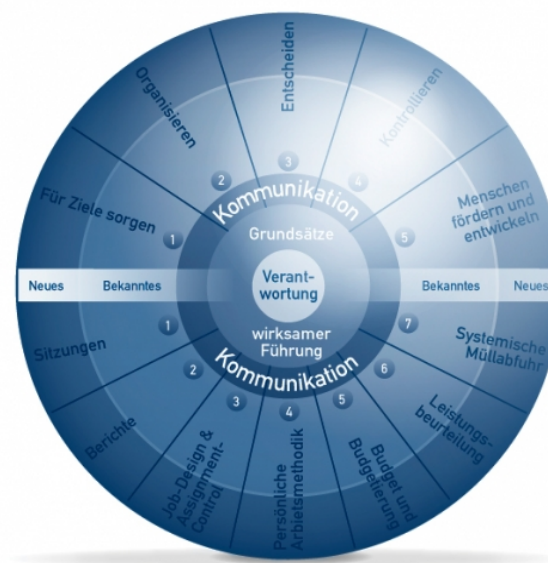 Organisieren
Entscheiden
Kontrollieren
Für Ziele sorgen
Menschen
fördern und
entwickeln
2
3
4
1
5
Kommunikation
Grundsätze
Neues
Bekanntes
Verant-
wortung
Bekanntes
Neues
wirksamer
Führung
Kommunikation
1
2
3
4
5
6
7
Sitzungen
Berichte
Job-Design &
Assignment-
Control
Persönliche
Arbietsmethodik
Budget und
Budgetierung
Leistungs-
beurteilung
Systemische
Müllabfuhr